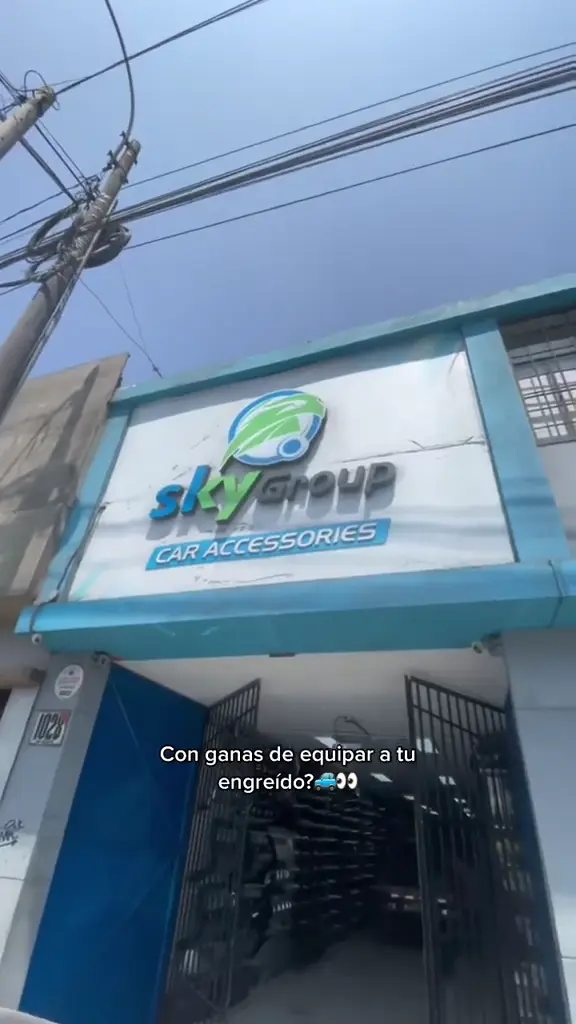 sky Group
CAR ACCESSORIES
1028
Con ganas de equipar a tu
engreído?🚙👀